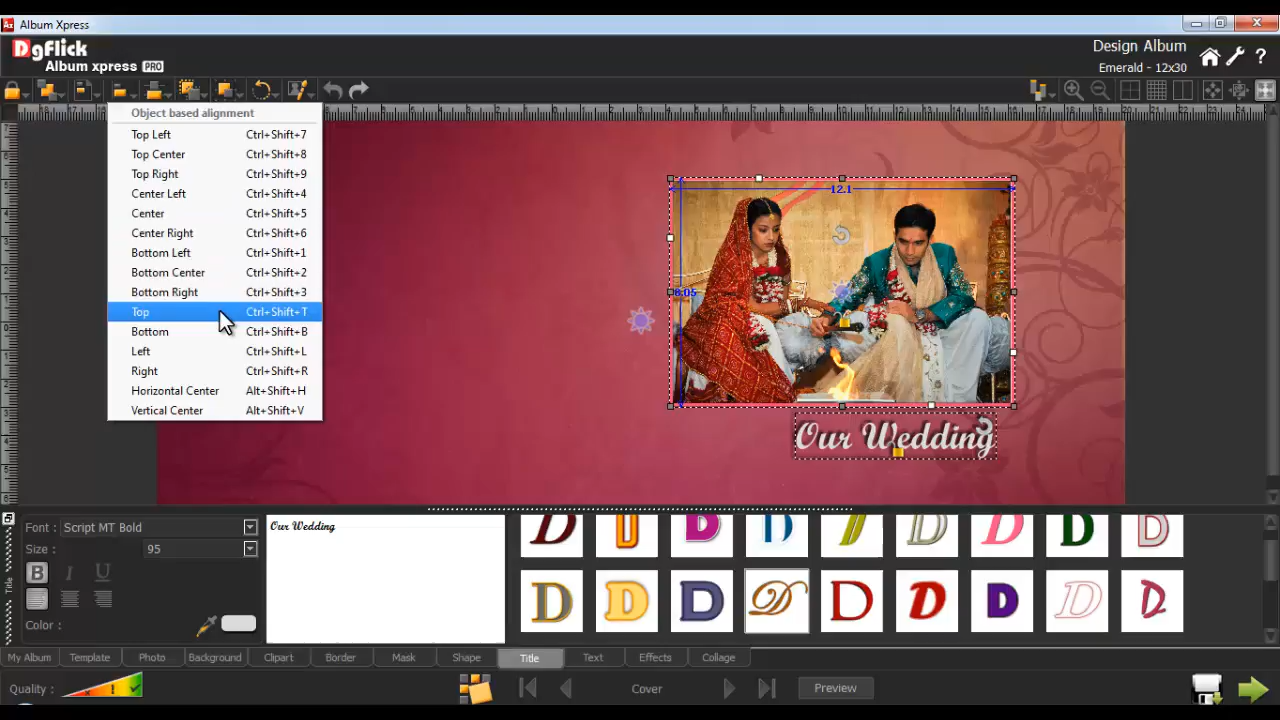 Album Xpress
DgFlick
Album xpress PRO
Design Album
Emerald - 12x30
?
Object based alignment
Top Left Ctrl+Shift+7
Top Center Ctrl+Shift+8
Top Right Ctrl+Shift+9
Center Left Ctrl+Shift+4
Center Ctrl+Shift+5
Center Right Ctrl+Shift+6
Bottom Left Ctrl+Shift+1
Bottom Center Ctrl+Shift+2
Bottom Right Ctrl+Shift+3
Top Ctrl+Shift+T
Bottom Ctrl+Shift+B
Left Ctrl+Shift+L
Right Ctrl+Shift+R
Horizontal Center Alt+Shift+H
Vertical Center Alt+Shift+V
12.1
8.05
Our Wedding
Font : Script MT Bold
Size : 95
B I U
Color :
Our Wedding
D D D D D D D D D
D D D D D D D D D
Title
My Album Template Photo Background Clipart Border Mask Shape Title Text Effects Collage
Quality :
Cover
Preview